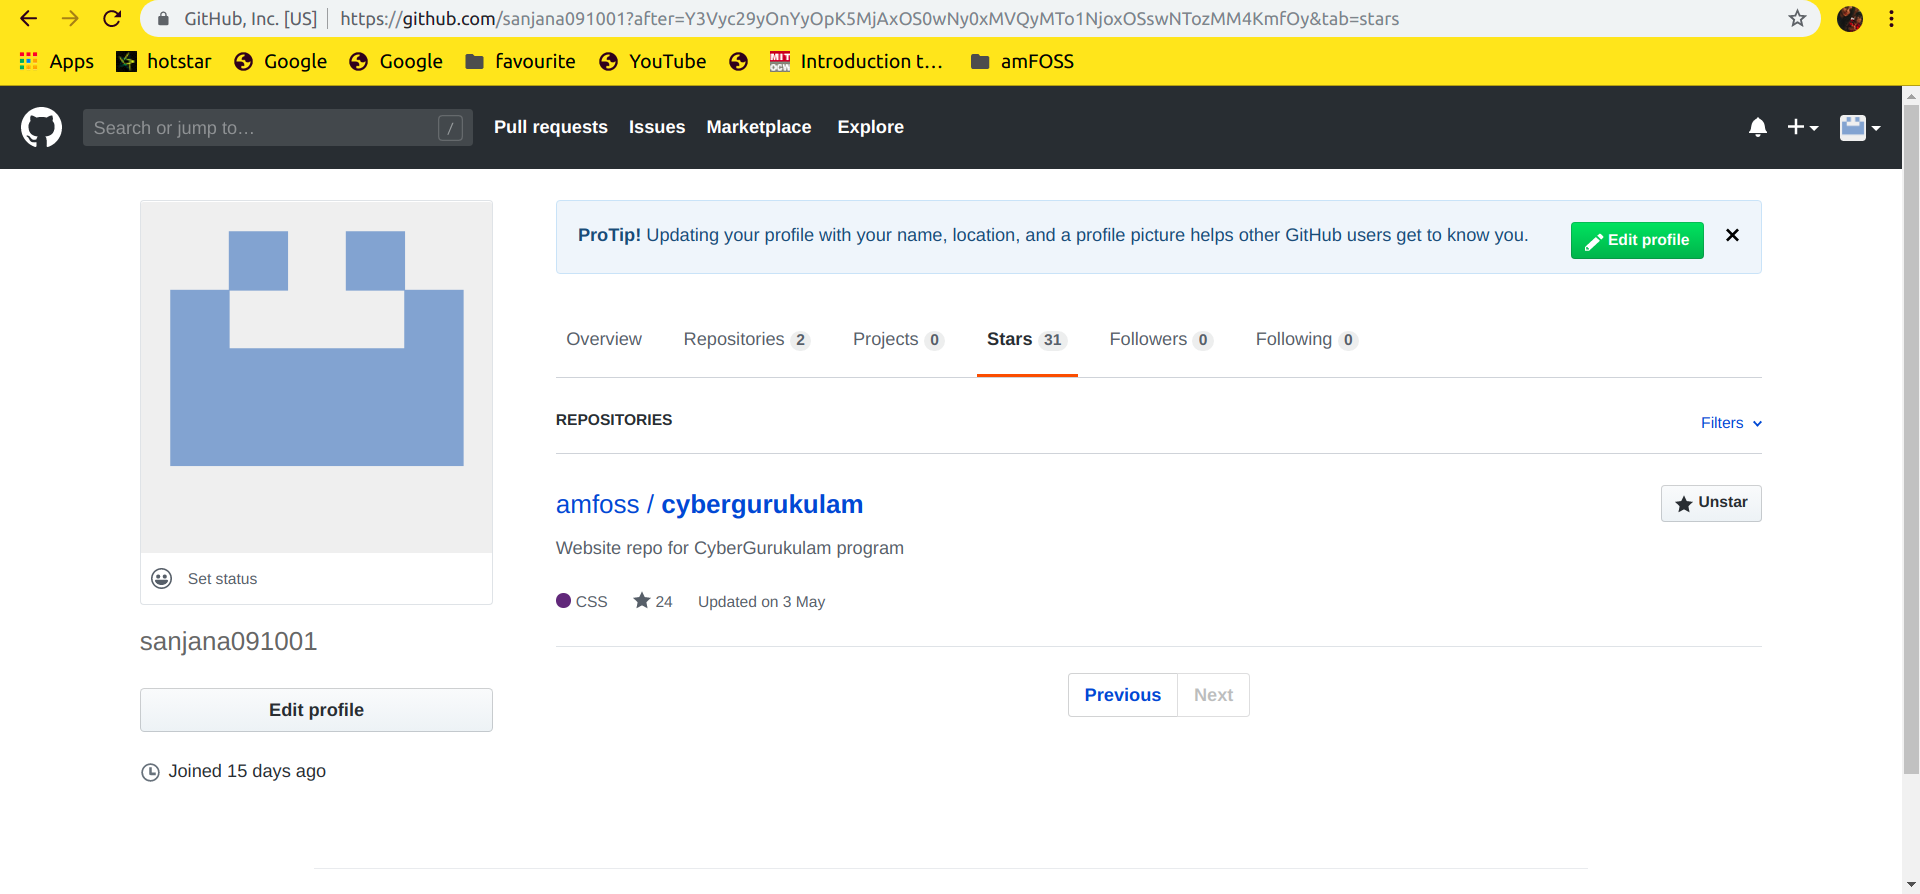 GitHub, Inc. [US] https://github.com/sanjana091001?after=Y3Vyc29yOnYyOpK5MjAxOS0wNy0xMVQyMTo1NjoxOSswNTozMM4KmfOy&tab=stars
Apps hotstar Google Google favourite YouTube MIT OCW Introduction t... amFOSS
Search or jump to… / Pull requests Issues Marketplace Explore
ProTip! Updating your profile with your name, location, and a profile picture helps other GitHub users get to know you. Edit profile
Overview Repositories 2 Projects 0 Stars 31 Followers 0 Following 0
REPOSITORIES
Filters
amfoss / cybergurukulam
Unstar
Website repo for CyberGurukulam program
Set status
CSS 24 Updated on 3 May
sanjana091001
Previous Next
Edit profile
Joined 15 days ago